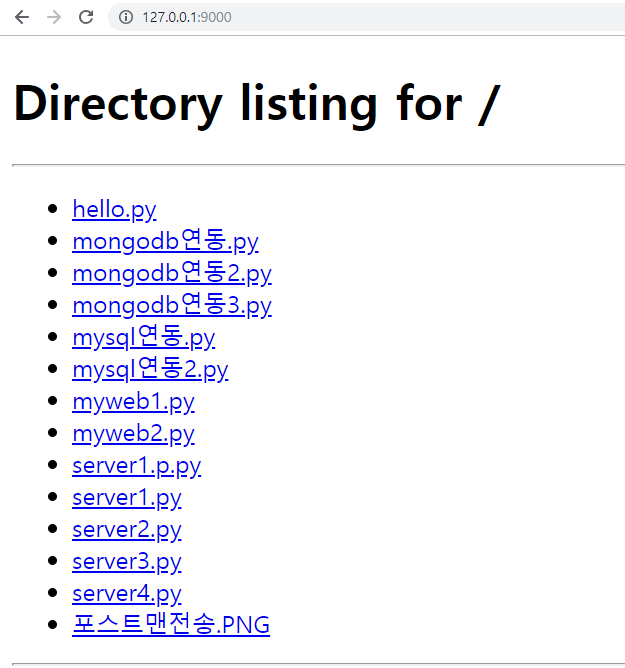 127.0.0.1:9000
Directory listing for /
hello.py
mongodb연동.py
mongodb연동2.py
mongodb연동3.py
mysql연동.py
mysql연동2.py
myweb1.py
myweb2.py
server1.p.py
server1.py
server2.py
server3.py
server4.py
포스트맨전송.PNG